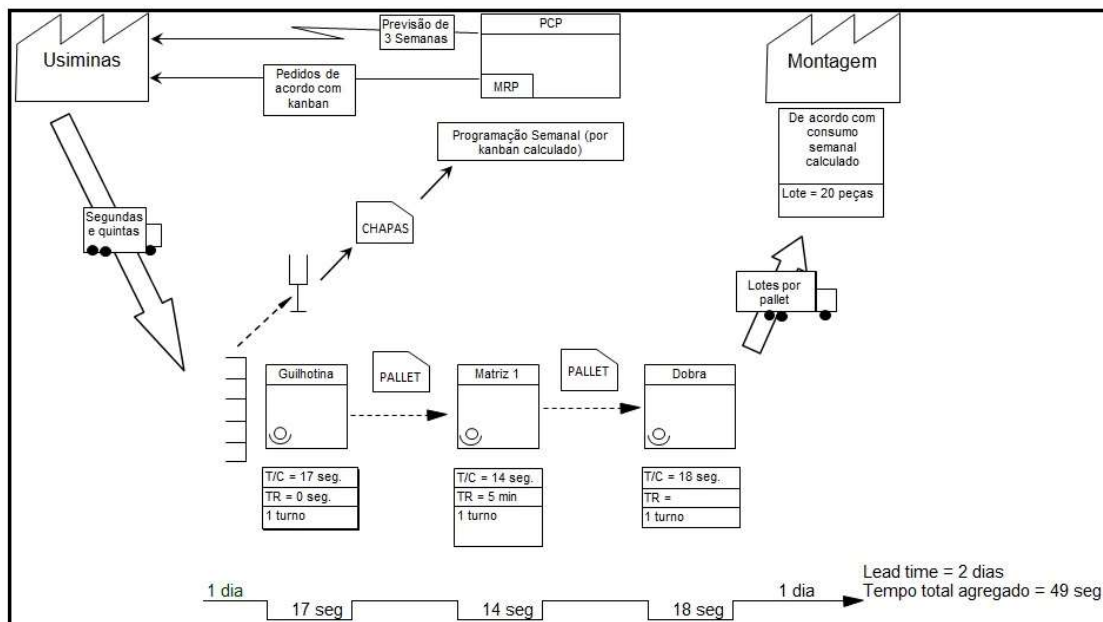 Usiminas
Previsão de
3 Semanas
PCP
MRP
Pedidos de
acordo com
kanban
Montagem
De acordo com
consumo
semanal
calculado
Lote = 20 peças
Programação Semanal (por
kanban calculado)
CHAPAS
Segundas
e quintas
Lotes por
pallet
Guilhotina
PALLET
Matriz 1
PALLET
Dobra
T/C = 17 seg.
TR = 0 seg.
1 turno
T/C = 14 seg.
TR = 5 min
1 turno
T/C = 18 seg.
TR =
1 turno
1 dia
17 seg
14 seg
18 seg
1 dia
Lead time = 2 dias
Tempo total agregado = 49 seg